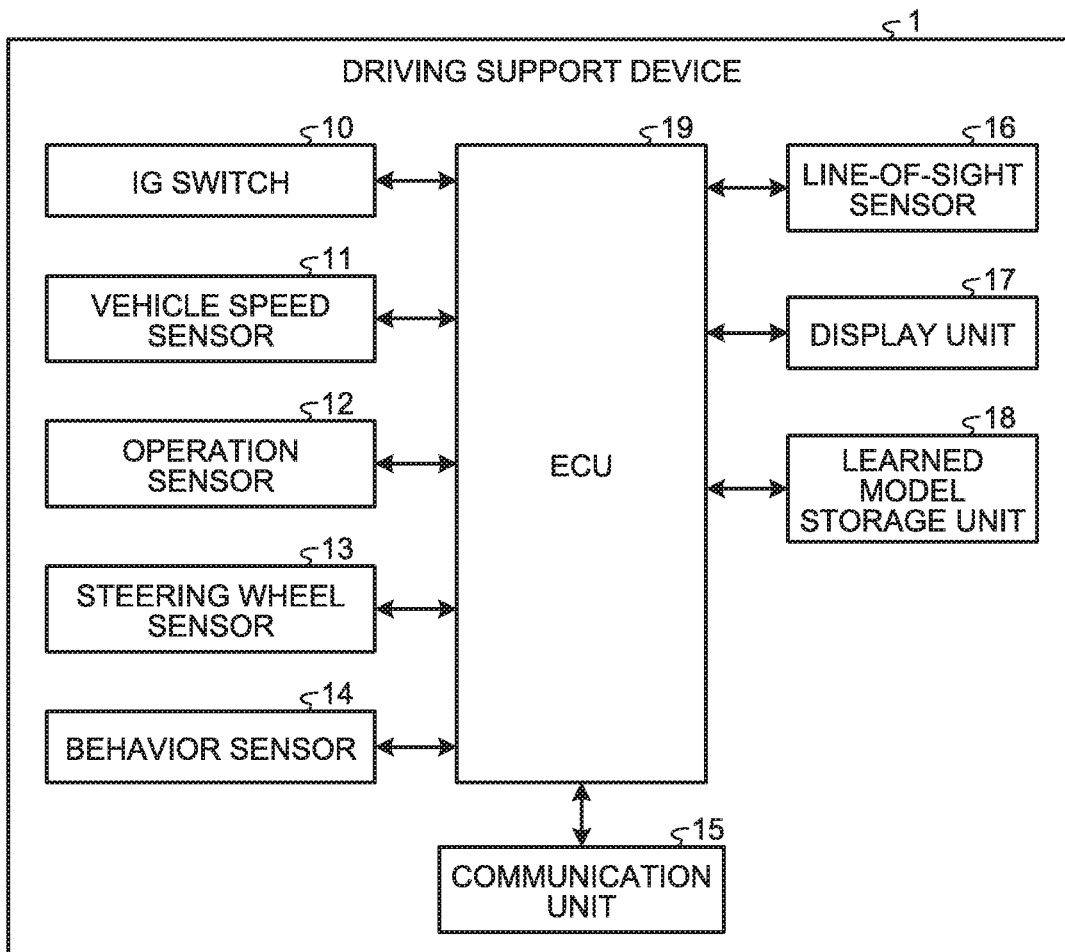 1
DRIVING SUPPORT DEVICE
10
IG SWITCH
11
VEHICLE SPEED
SENSOR
12
OPERATION
SENSOR
13
STEERING WHEEL
SENSOR
14
BEHAVIOR SENSOR
19
ECU
15
COMMUNICATION
UNIT
16
LINE-OF-SIGHT
SENSOR
17
DISPLAY UNIT
18
LEARNED
MODEL
STORAGE UNIT